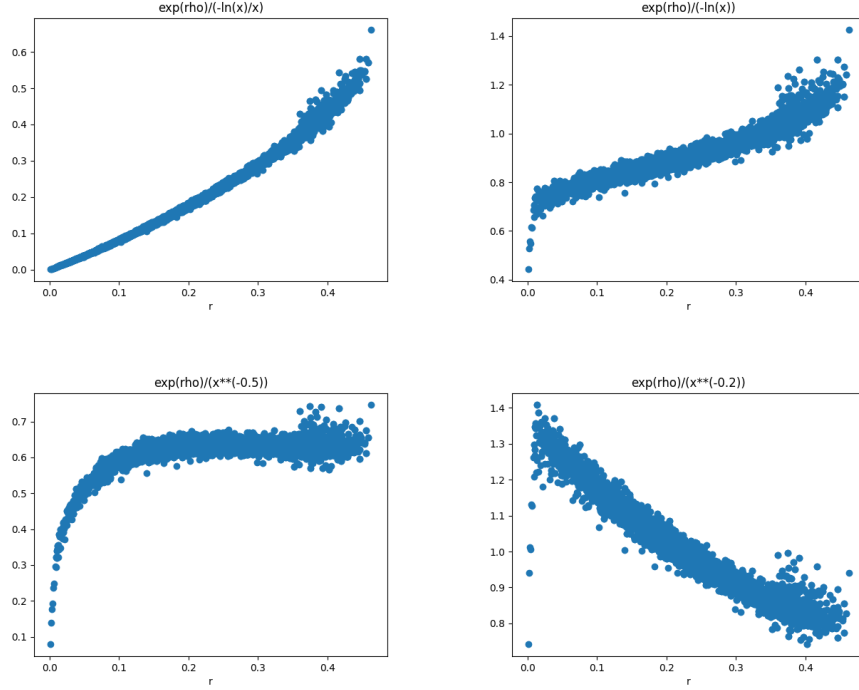 exp(rho)/(-ln(x)/x)
0.6
0.5
0.4
0.3
0.2
0.1
0.0
0.0 0.1 0.2 0.3 0.4
r
exp(rho)/(-ln(x))
1.4
1.2
1.0
0.8
0.6
0.4
0.0 0.1 0.2 0.3 0.4
r
exp(rho)/(x**(-0.5))
0.7
0.6
0.5
0.4
0.3
0.2
0.1
0.0 0.1 0.2 0.3 0.4
r
exp(rho)/(x**(-0.2))
1.4
1.3
1.2
1.1
1.0
0.9
0.8
0.0 0.1 0.2 0.3 0.4
r